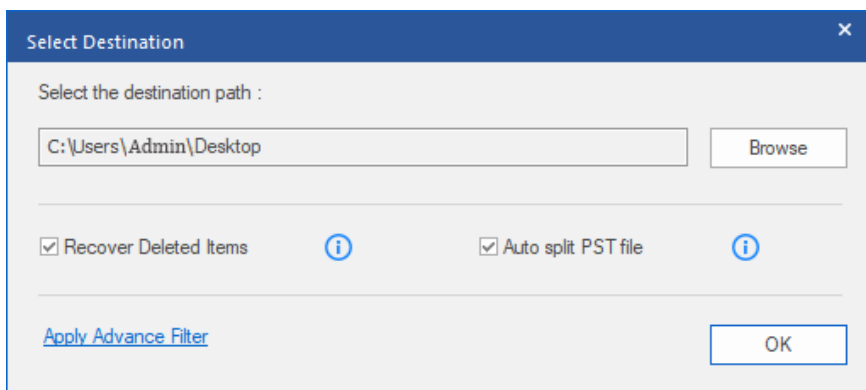 Select Destination
Select the destination path :
C:\Users\Admin\Desktop
Browse
Recover Deleted Items
Auto split PST file
Apply Advance Filter
OK